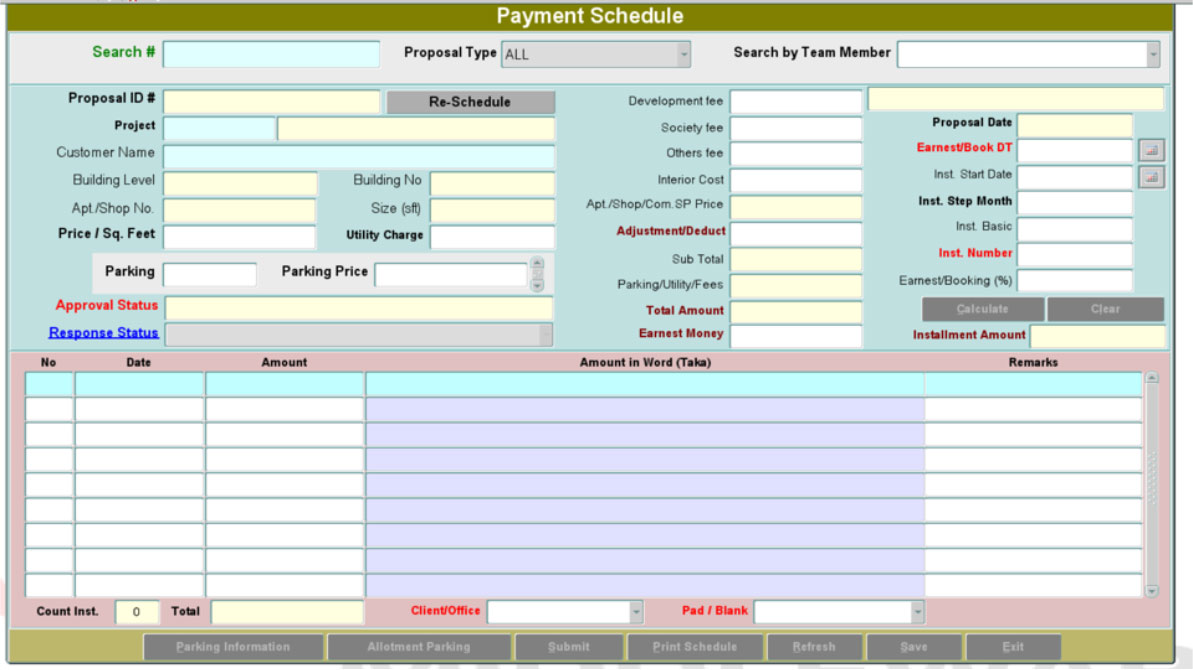 Payment Schedule
Search # Proposal Type ALL Search by Team Member
Proposal ID # Re-Schedule Development fee
Project Society fee Proposal Date
Customer Name Others fee Earnest/Book DT
Building Level Building No Interior Cost Inst. Start Date
Apt./Shop No. Size (sft) Apt./Shop/Com.SP Price Inst. Step Month
Price / Sq. Feet Utility Charge Adjustment/Deduct Inst. Basic
Parking Parking Price Sub Total Inst. Number
Parking/Utility/Fees Earnest/Booking (%)
Approval Status Total Amount Calculate Clear
Response Status Earnest Money Installment Amount
No Date Amount Amount in Word (Taka) Remarks
Count Inst. 0 Total Client/Office Pad / Blank
Parking Information Allotment Parking Submit Print Schedule Refresh Save Exit